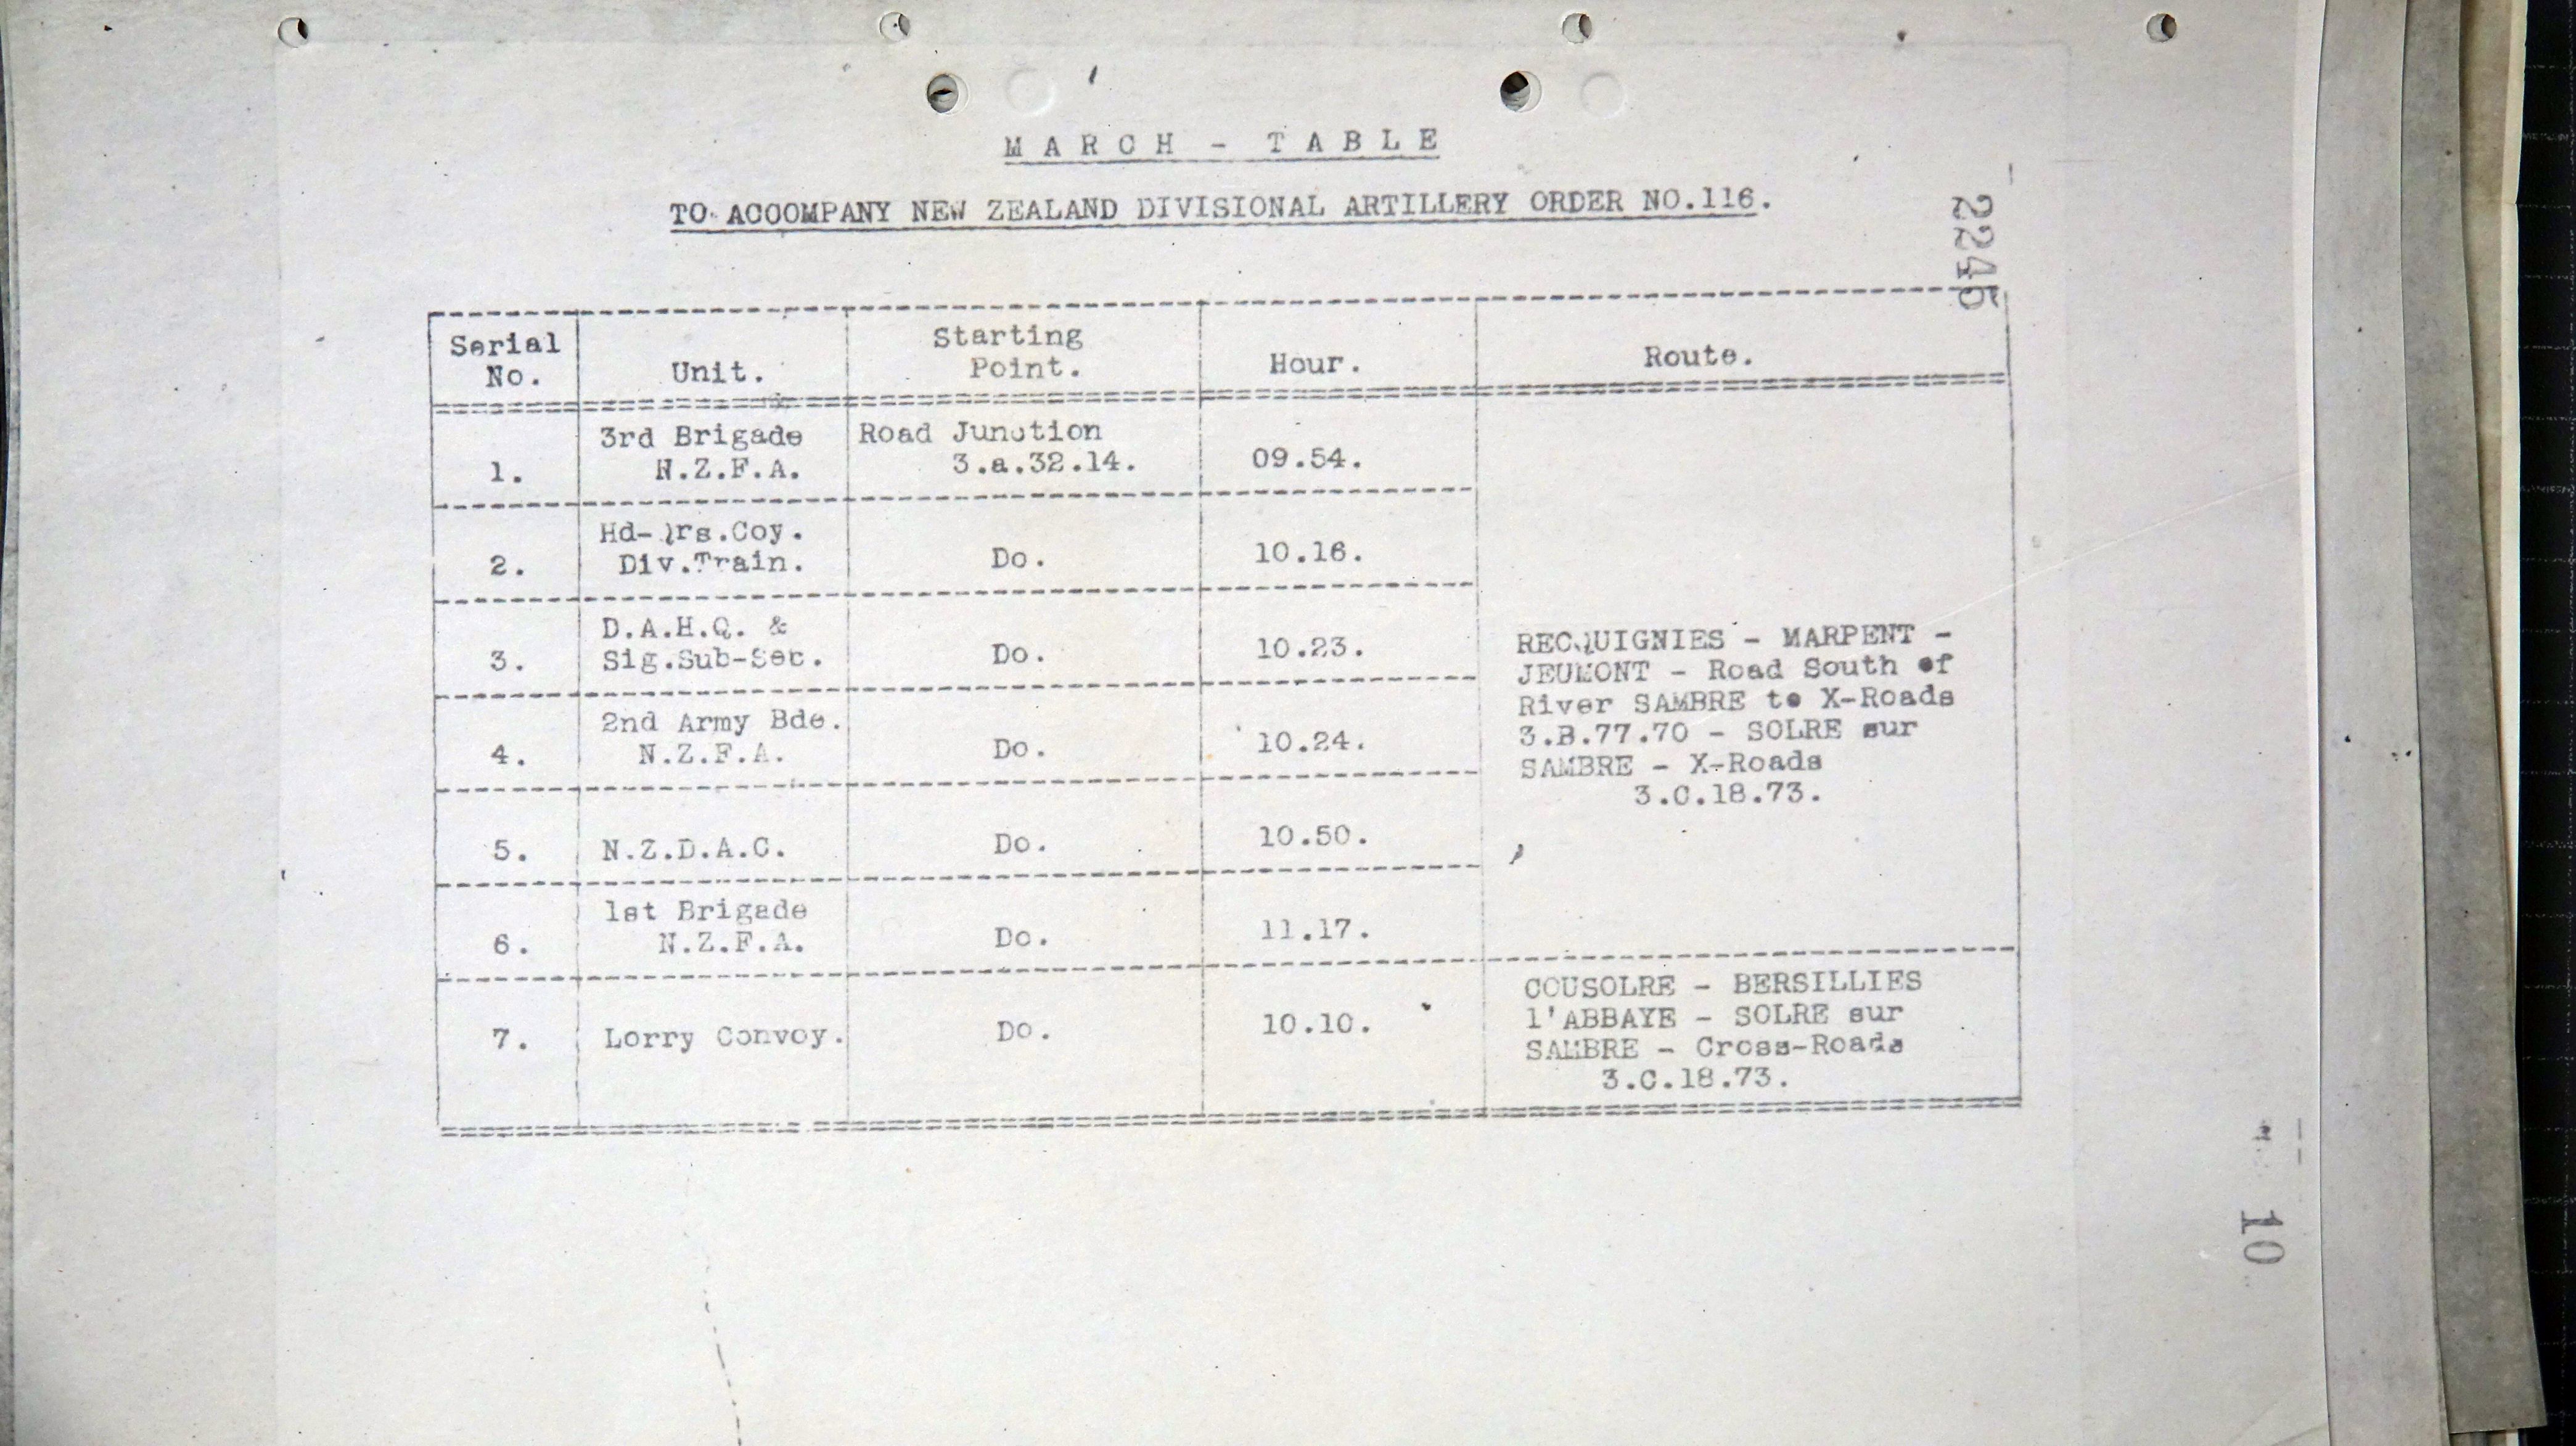 M A R C H - T A B L E
TO ACCOMPANY NEW ZEALAND DIVISIONAL ARTILLERY ORDER NO.116.
2245
Serial No. Unit. Starting Point. Hour. Route.
3rd Brigade Road Junction
1. N.Z.F.A. 3.a.32.14. 09.54.
Hd-Qrs.Coy.
2. Div.Train. Do. 10.16.
D.A.H.Q. &
3. Sig.Sub-Sec. Do. 10.23.
2nd Army Bde.
4. N.Z.F.A. Do. 10.24.
5. N.Z.D.A.C. Do. 10.50.
1st Brigade
6. N.Z.F.A. Do. 11.17.
RECQUIGNIES - MARPENT -
JEUMONT - Road South of
River SAMBRE to X-Roads
3.B.77.70 - SOLRE sur
SAMBRE - X-Roads
3.C.18.73.
7. Lorry Convoy. Do. 10.10.
COUSOLRE - BERSILLIES
l'ABBAYE - SOLRE sur
SAMBRE - Cross-Roads
3.C.18.73.
10